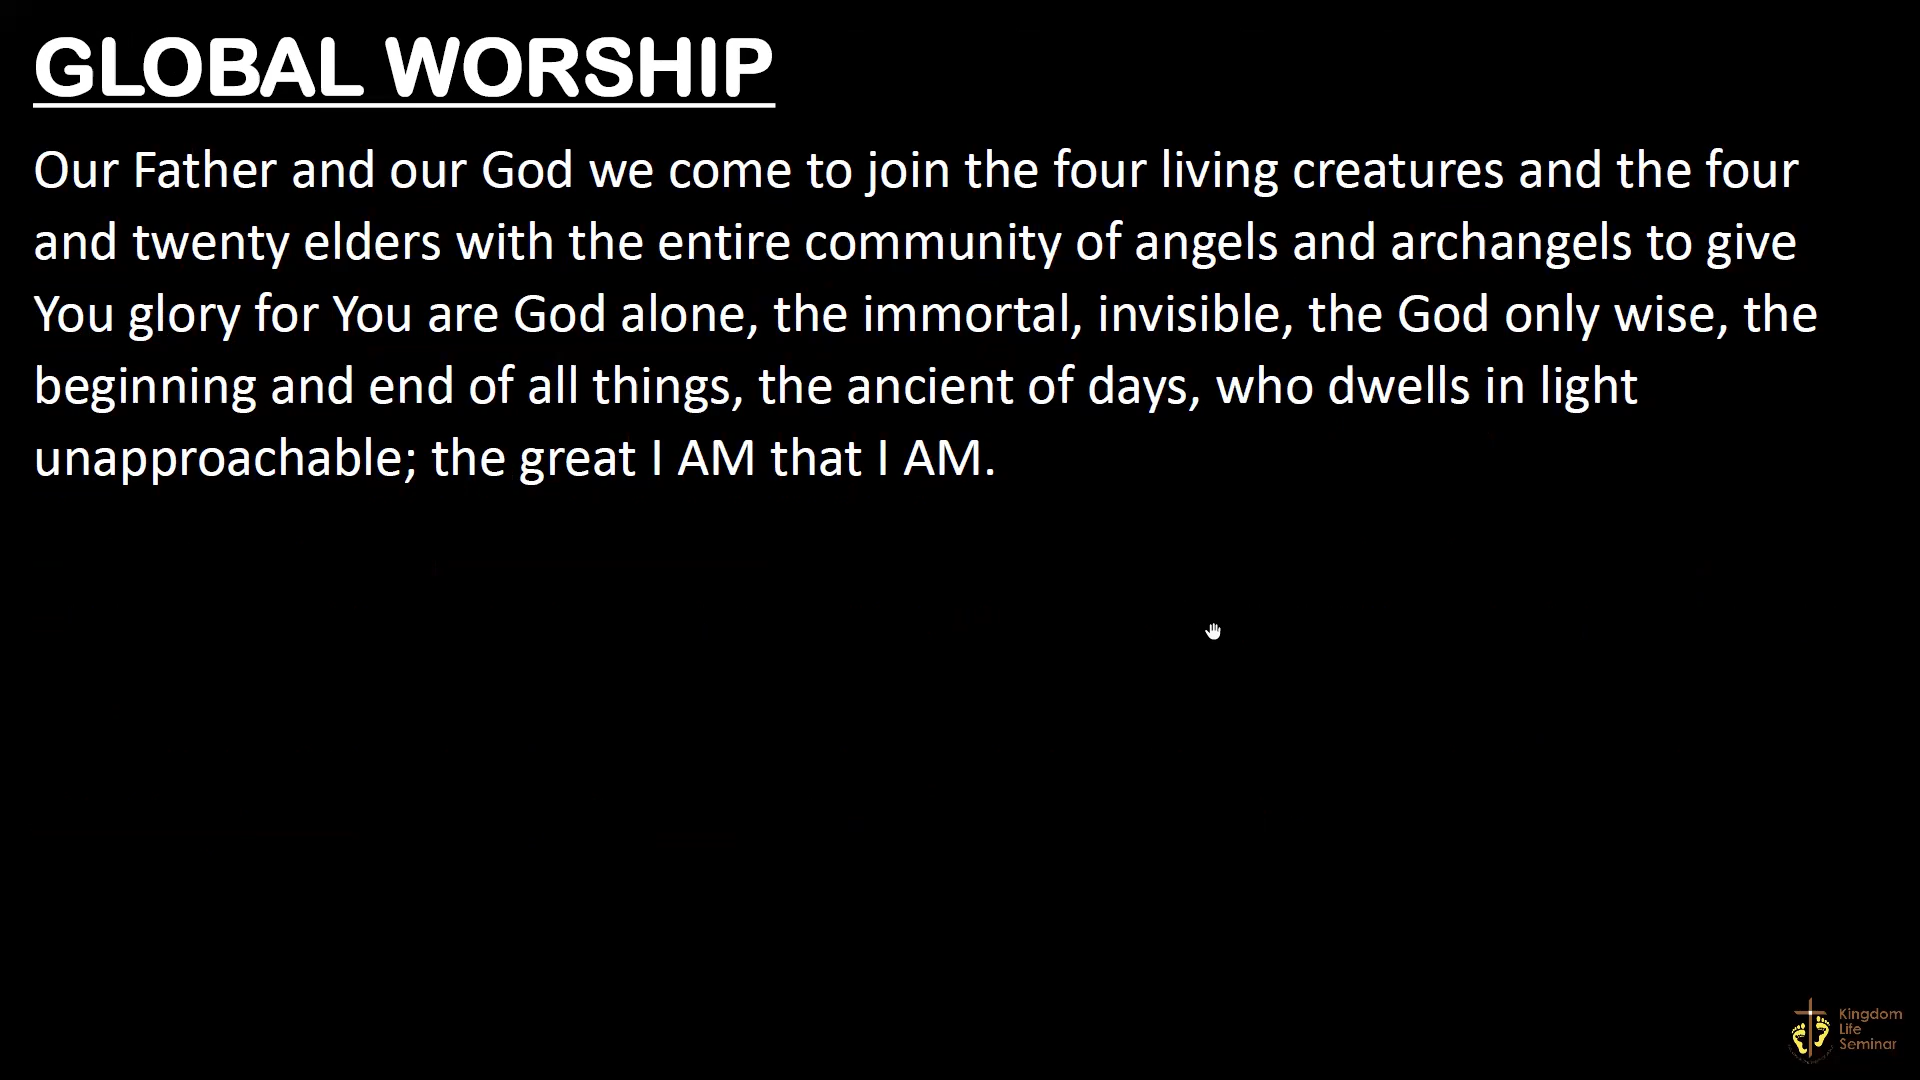 GLOBAL WORSHIP
Our Father and our God we come to join the four living creatures and the four
and twenty elders with the entire community of angels and archangels to give
You glory for You are God alone, the immortal, invisible, the God only wise, the
beginning and end of all things, the ancient of days, who dwells in light
unapproachable; the great I AM that I AM.
Kingdom
Life
Seminar